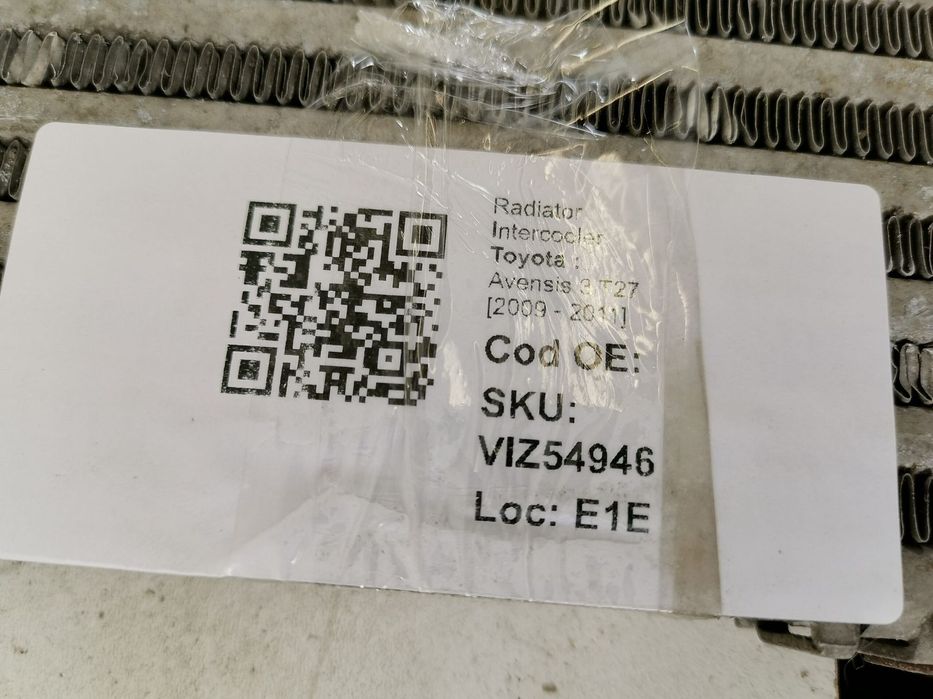 Radiator
Intercooler
Toyota :
Avensis 3 T27
[2009 - 2011]
Cod OE:
SKU:
VIZ54946
Loc: E1E